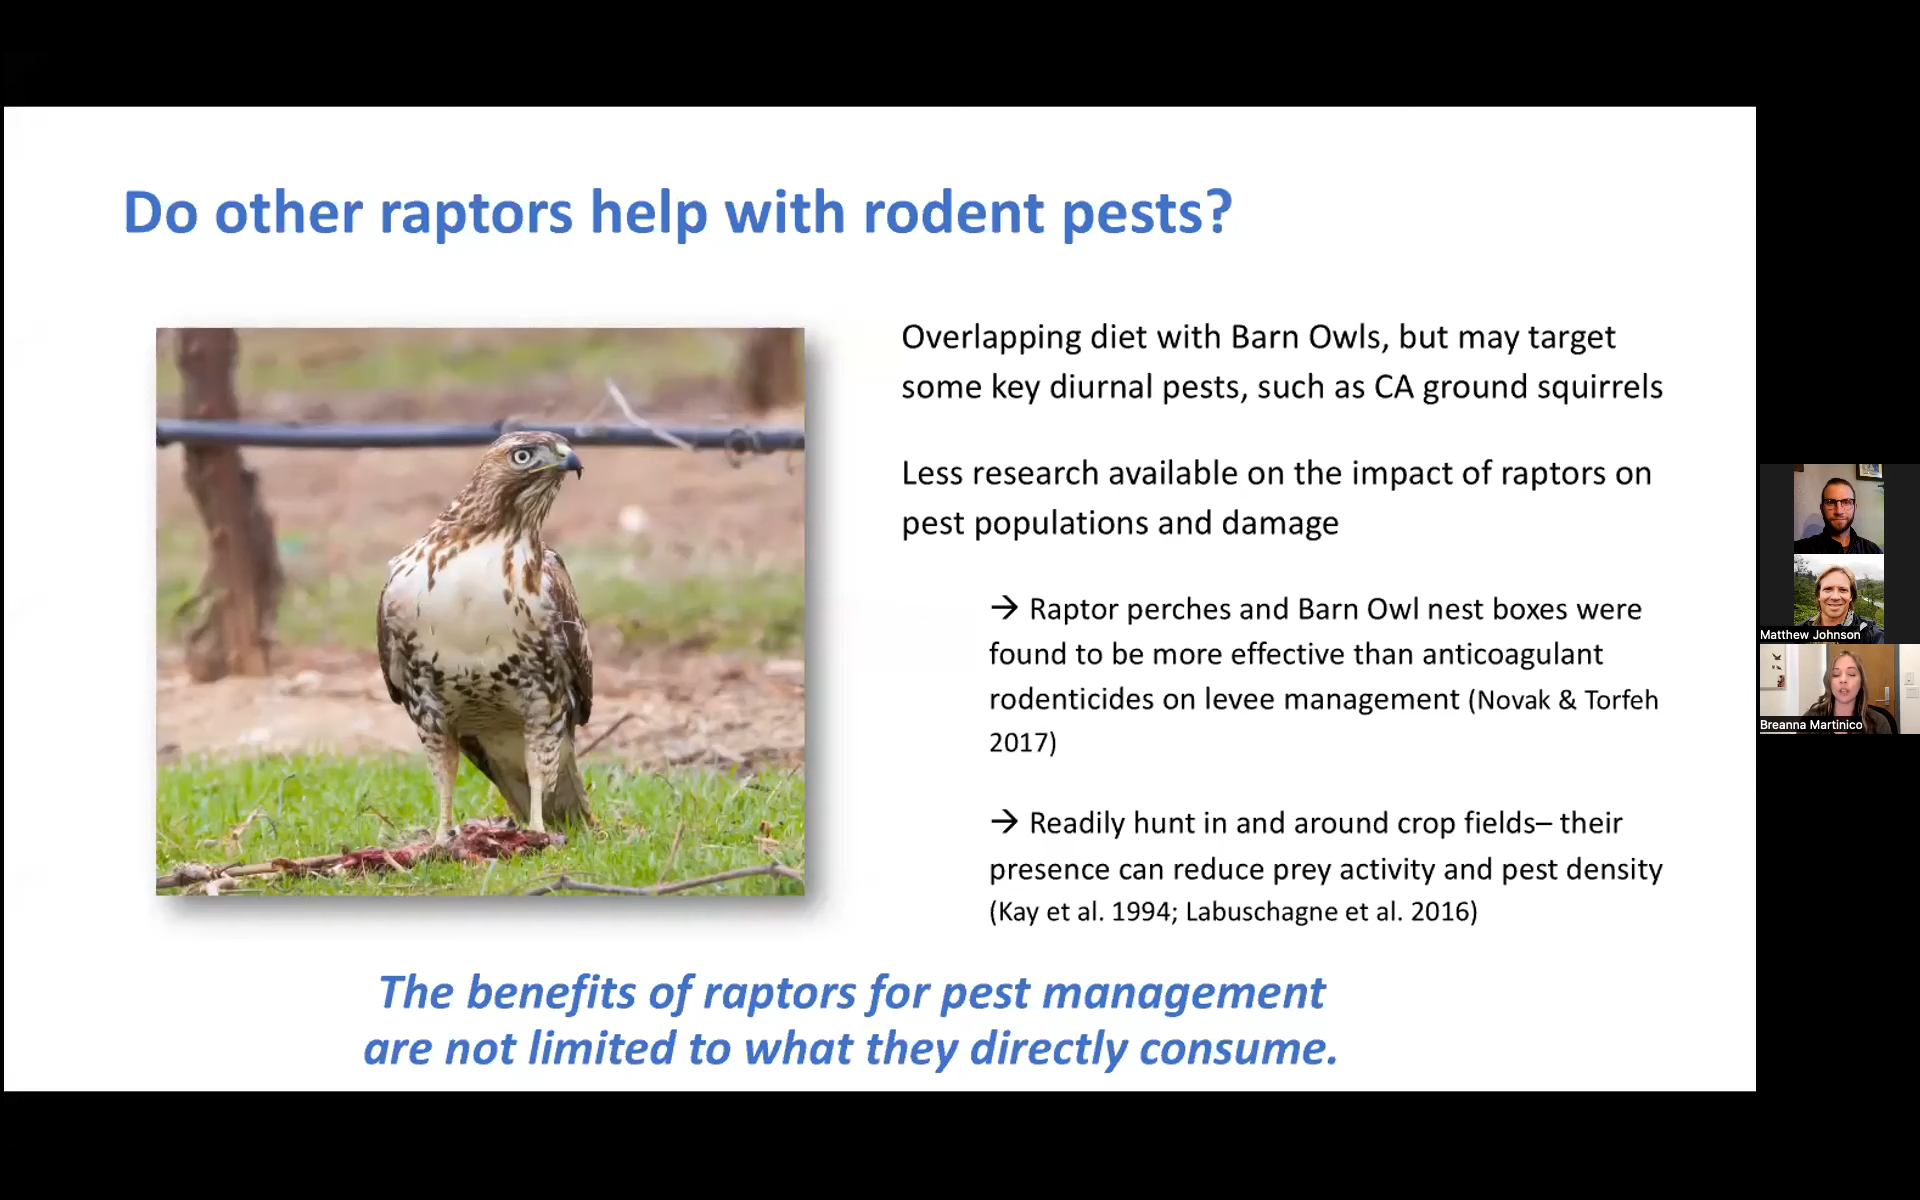 Do other raptors help with rodent pests?
Overlapping diet with Barn Owls, but may target
some key diurnal pests, such as CA ground squirrels
Less research available on the impact of raptors on
pest populations and damage
→ Raptor perches and Barn Owl nest boxes were
found to be more effective than anticoagulant
rodenticides on levee management (Novak & Torfeh
2017)
→ Readily hunt in and around crop fields– their
presence can reduce prey activity and pest density
(Kay et al. 1994; Labuschagne et al. 2016)
The benefits of raptors for pest management
are not limited to what they directly consume.
Matthew Johnson
Breanna Martinico